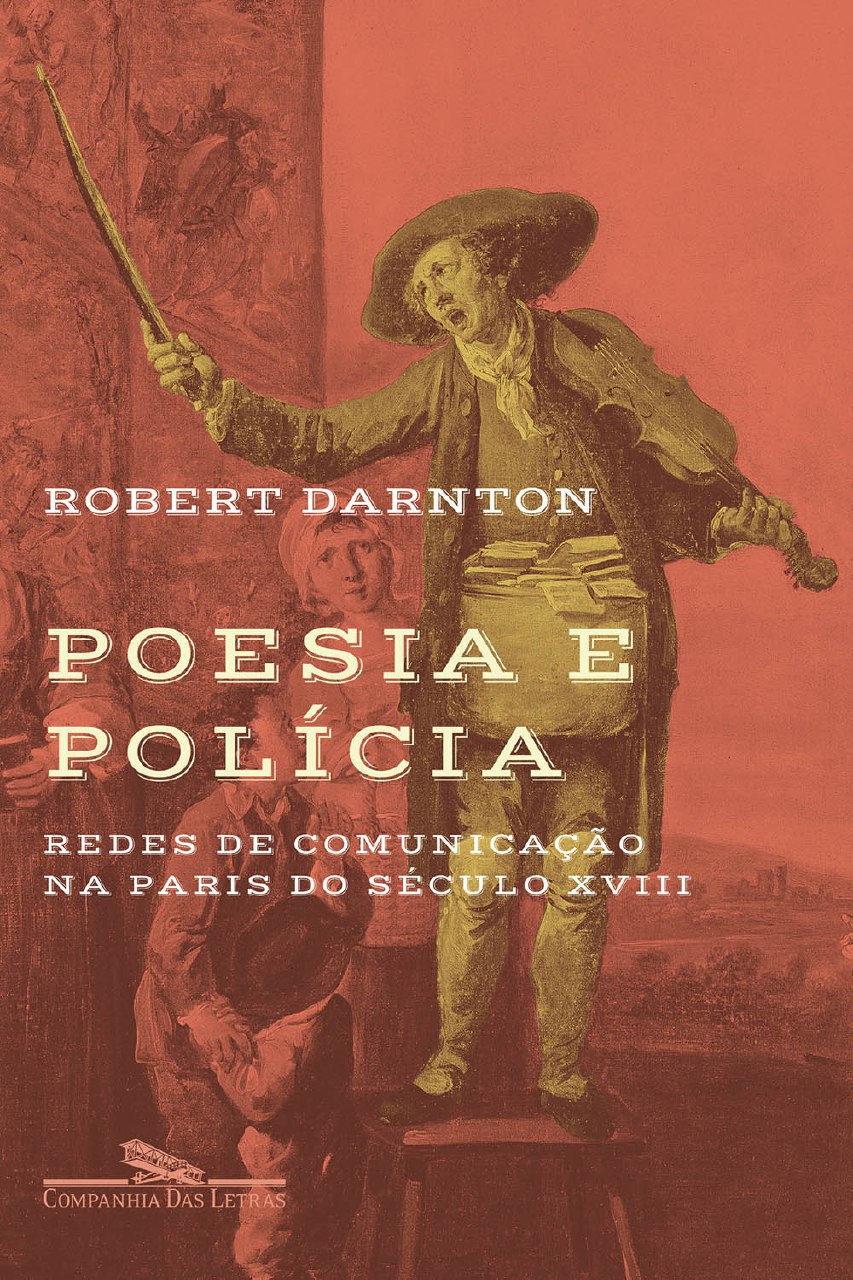 ROBERT DARNTON
POESIA E
POLÍCIA
REDES DE COMUNICAÇÃO
NA PARIS DO SÉCULO XVIII
COMPANHIA DAS LETRAS